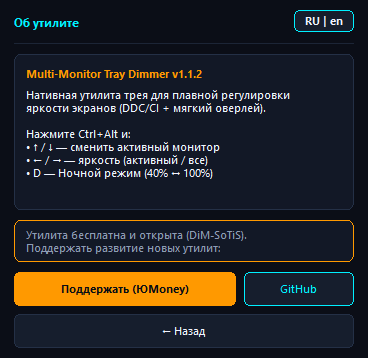 Об утилите
RU | en
Multi-Monitor Tray Dimmer v1.1.2
Нативная утилита трея для плавной регулировки
яркости экранов (DDC/CI + мягкий оверлей).
Нажмите Ctrl+Alt и:
• ↑ / ↓ — сменить активный монитор
• ← / → — яркость (активный / все)
• D — Ночной режим (40% ↔ 100%)
Утилита бесплатна и открыта (DiM-SoTiS).
Поддержать развитие новых утилит:
Поддержать (ЮMoney)
GitHub
← Назад